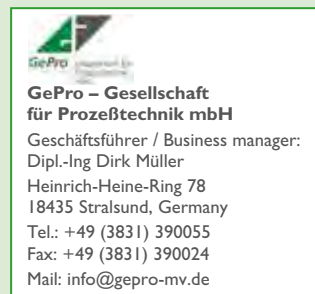 GePro
GePro – Gesellschaft
für Prozeßtechnik mbH
Geschäftsführer / Business manager:
Dipl.-Ing Dirk Müller
Heinrich-Heine-Ring 78
18435 Stralsund, Germany
Tel.: +49 (3831) 390055
Fax: +49 (3831) 390024
Mail: info@gepro-mv.de